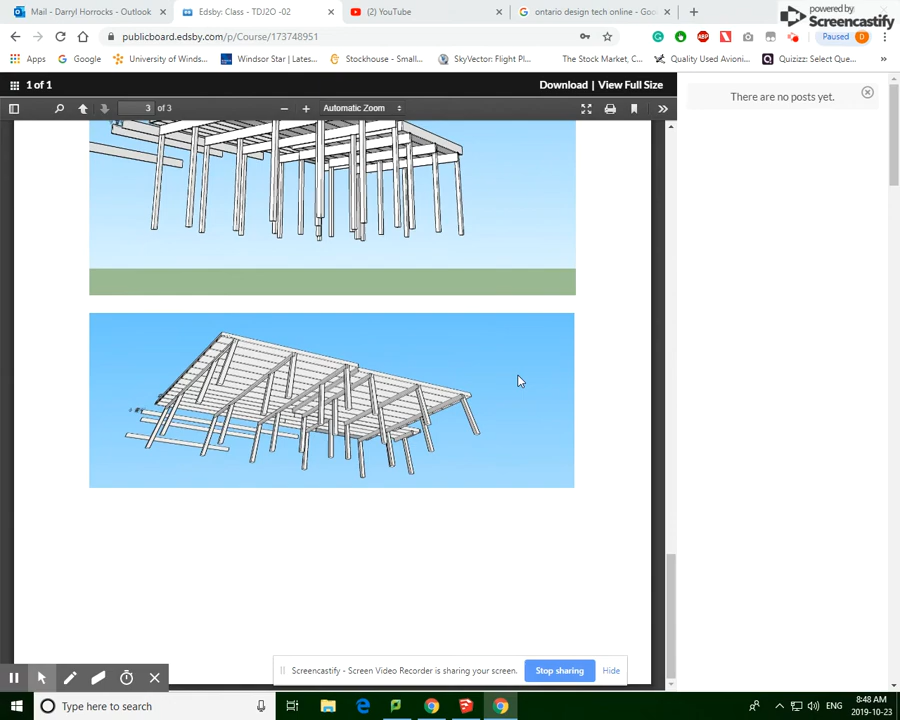 Mail - Darryl Horrocks - Outlook
Edsby: Class - TDJ2O -02
(2) YouTube
ontario design tech online - Goo
powered by
Screencastify
publicboard.edsby.com/p/Course/173748951
Paused
D
Apps
Google
University of Winds...
Windsor Star | Lates...
Stockhouse - Small...
SkyVector: Flight Pl...
The Stock Market, C...
Quality Used Avioni...
Quizizz: Select Que...
1 of 1
Download | View Full Size
3 of 3
Automatic Zoom
There are no posts yet.
Screencastify - Screen Video Recorder is sharing your screen.
Stop sharing
Hide
Type here to search
ENG
8:48 AM
2019-10-23